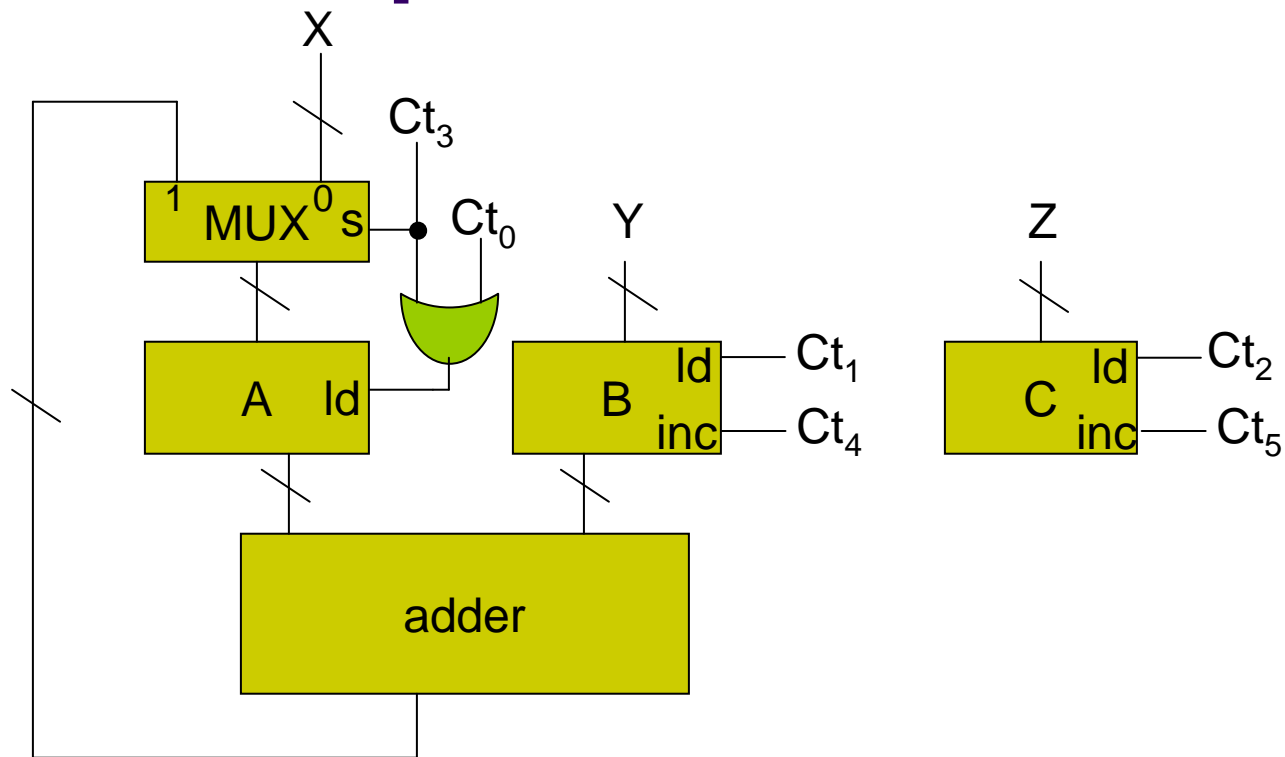 X
Ct3
1 MUX 0 s
Ct0
Y
Z
A ld
B ld
inc
Ct1
Ct4
C ld
inc
Ct2
Ct5
adder